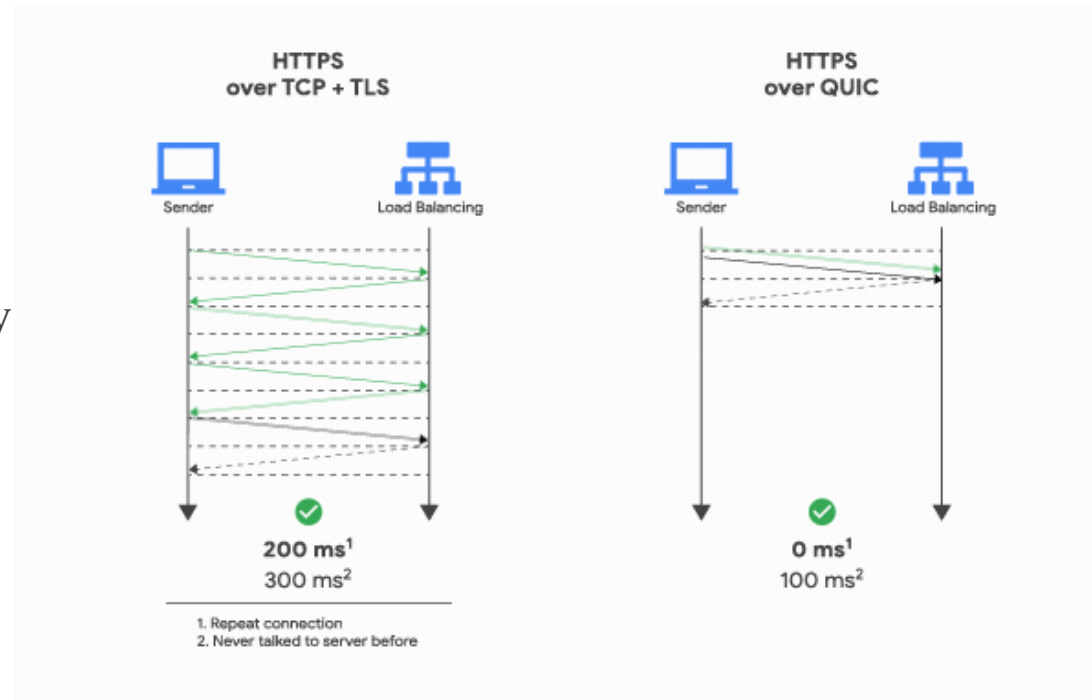 HTTPS
over TCP + TLS
HTTPS
over QUIC
Sender
Load Balancing
Sender
Load Balancing
y
200 ms¹
300 ms²
0 ms¹
100 ms²
1. Repeat connection
2. Never talked to server before